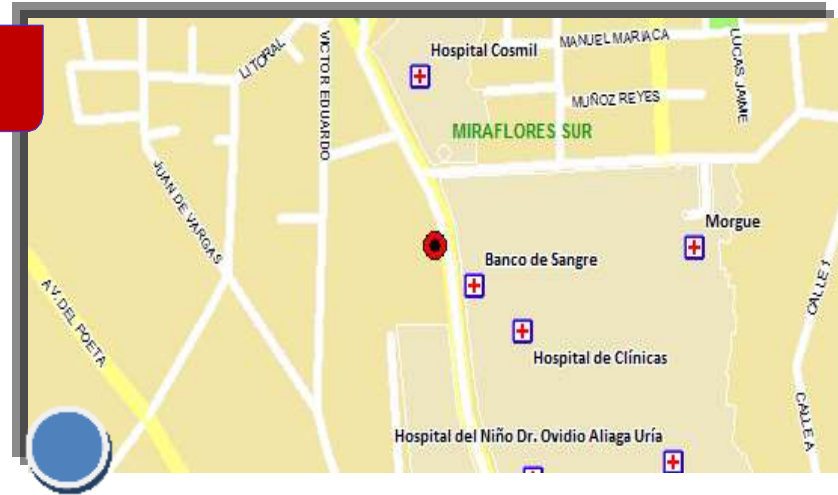 Hospital Cosmil
MANUEL MARIACA
LUCAS JAIME
LITORAL
VICTOR EDUARDO
MUÑOZ REYES
MIRAFLORES SUR
JUAN DE VARGAS
Morgue
Banco de Sangre
CALLE 1
AV. DEL POETA
Hospital de Clínicas
CALLE A
Hospital del Niño Dr. Ovidio Aliaga Uría